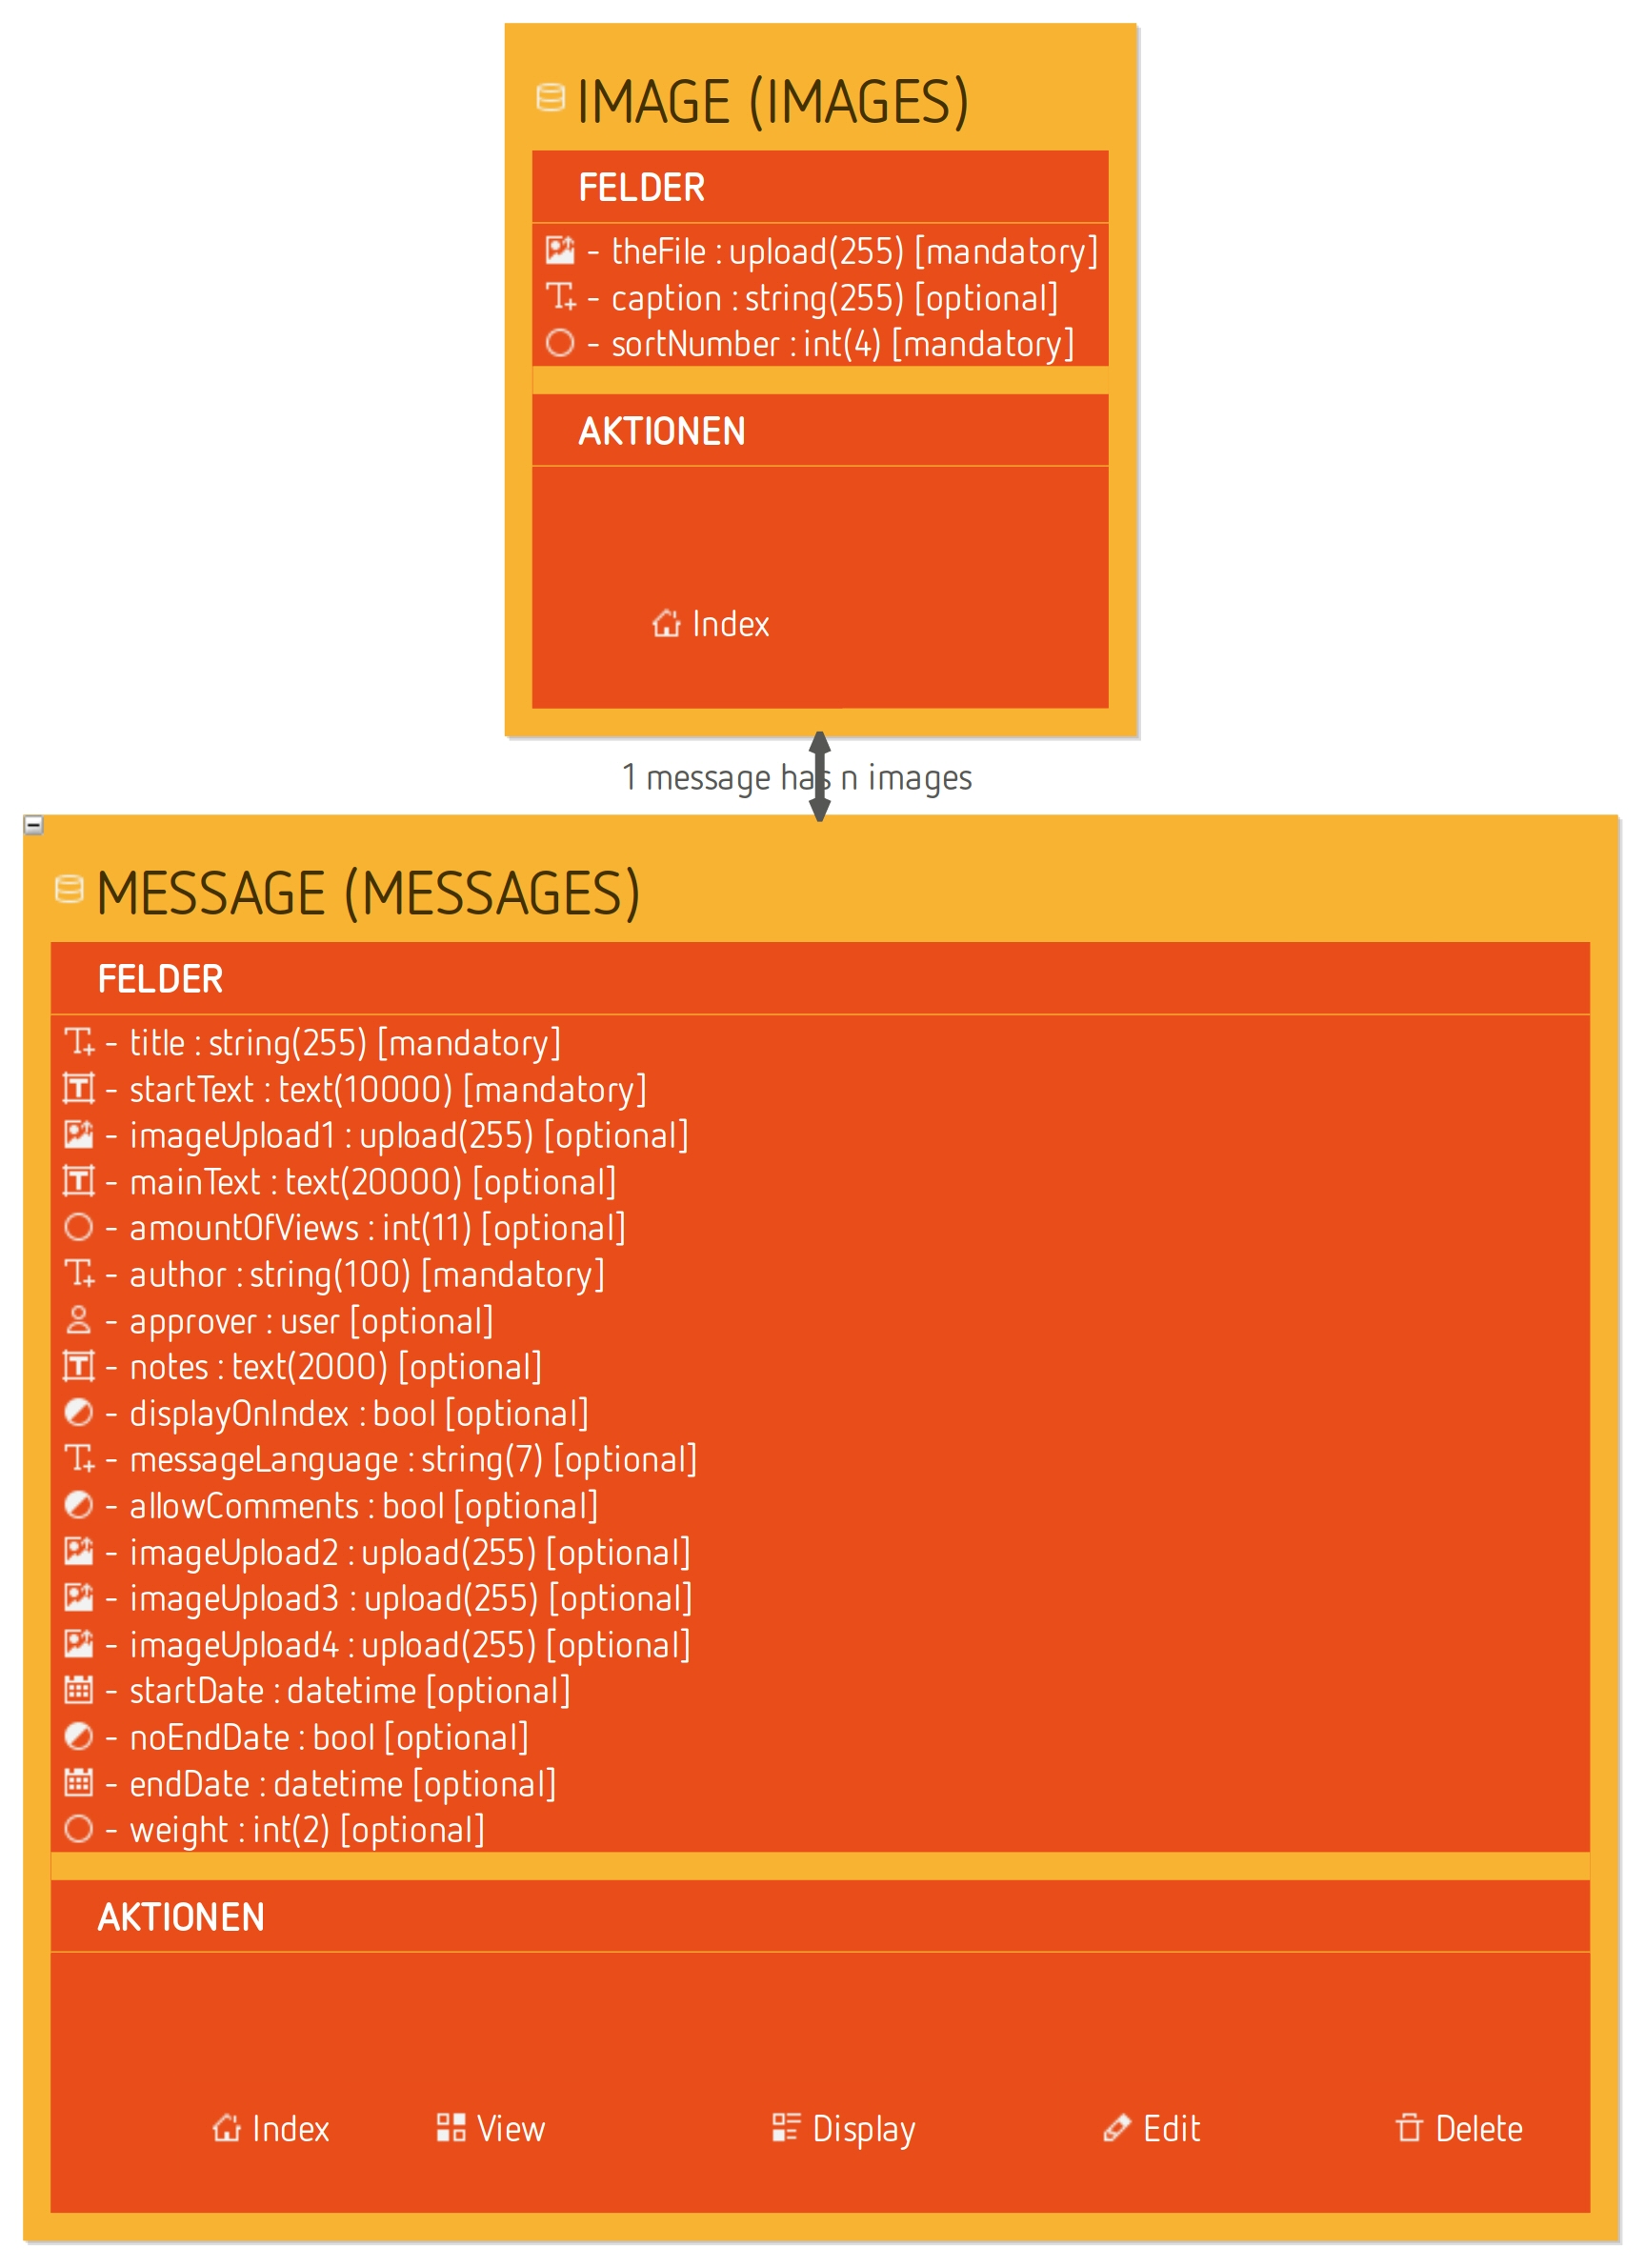 IMAGE (IMAGES)
FELDER
- theFile : upload(255) [mandatory]
- caption : string(255) [optional]
- sortNumber : int(4) [mandatory]
AKTIONEN
Index
1 message has n images
MESSAGE (MESSAGES)
FELDER
- title : string(255) [mandatory]
- startText : text(10000) [mandatory]
- imageUpload1 : upload(255) [optional]
- mainText : text(20000) [optional]
- amountOfViews : int(11) [optional]
- author : string(100) [mandatory]
- approver : user [optional]
- notes : text(2000) [optional]
- displayOnIndex : bool [optional]
- messageLanguage : string(7) [optional]
- allowComments : bool [optional]
- imageUpload2 : upload(255) [optional]
- imageUpload3 : upload(255) [optional]
- imageUpload4 : upload(255) [optional]
- startDate : datetime [optional]
- noEndDate : bool [optional]
- endDate : datetime [optional]
- weight : int(2) [optional]
AKTIONEN
Index View Display Edit Delete